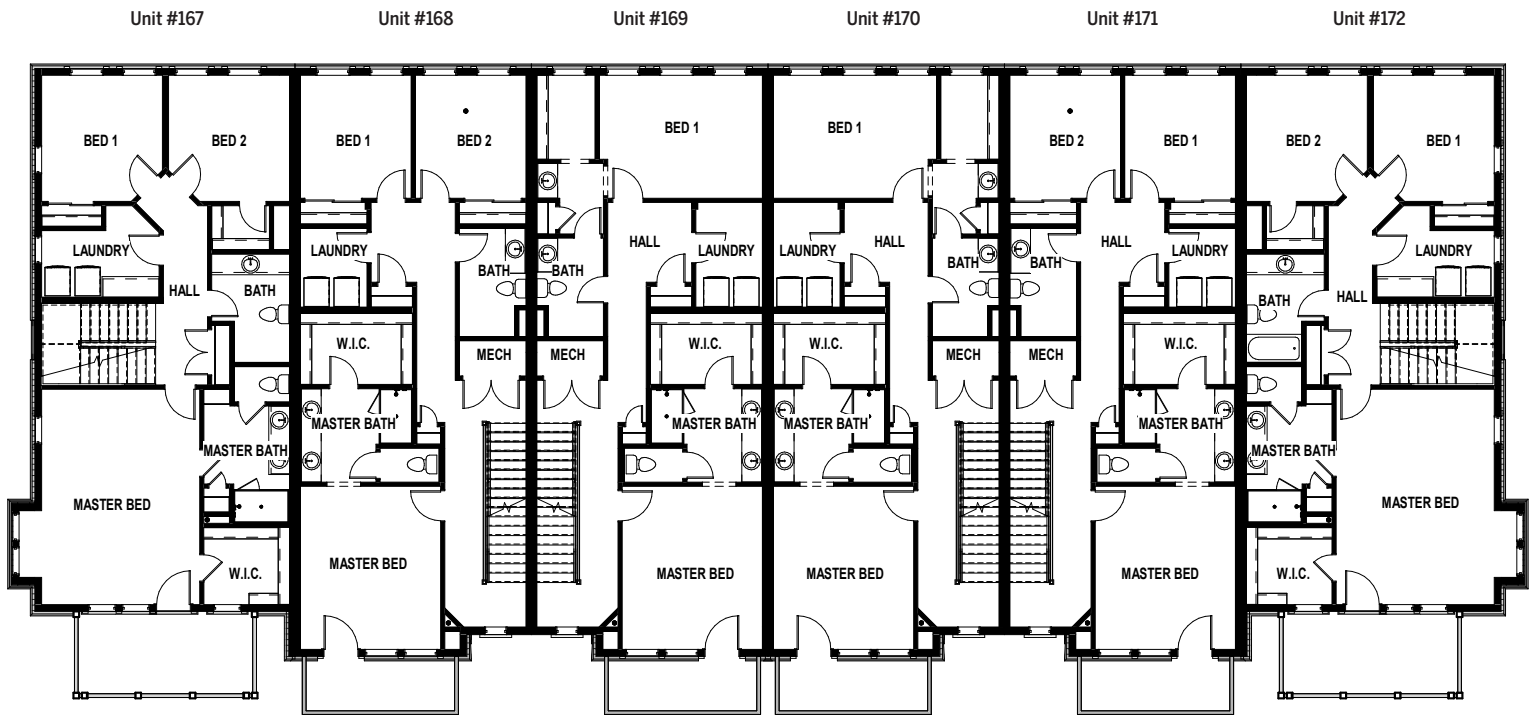 Unit #167 Unit #168 Unit #169 Unit #170 Unit #171 Unit #172
BED 1 BED 2 BED 1 BED 2 BED 1 BED 1 BED 2 BED 1 BED 2 BED 1
LAUNDRY LAUNDRY HALL LAUNDRY LAUNDRY HALL HALL LAUNDRY LAUNDRY
HALL BATH BATH BATH BATH BATH BATH HALL
W.I.C. MECH MECH W.I.C. W.I.C. MECH MECH W.I.C.
MASTER BATH MASTER BATH MASTER BATH MASTER BATH MASTER BATH MASTER BATH
MASTER BED MASTER BED
W.I.C. MASTER BED MASTER BED MASTER BED MASTER BED W.I.C.